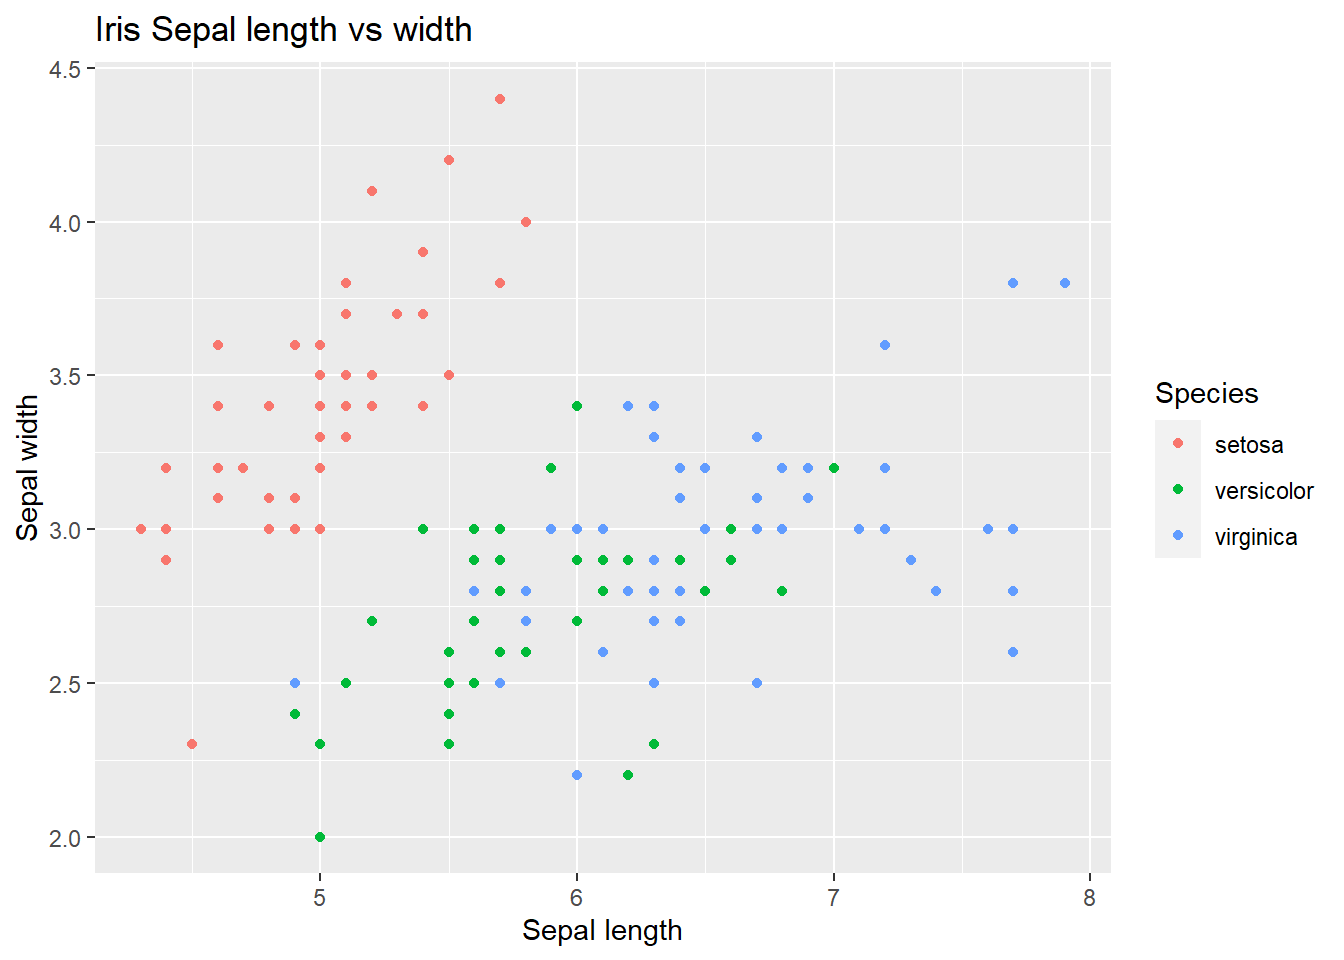 Iris Sepal length vs width
4.5
4.0
3.5
3.0
2.5
2.0
Sepal width
5 6 7 8
Sepal length
Species
setosa
versicolor
virginica